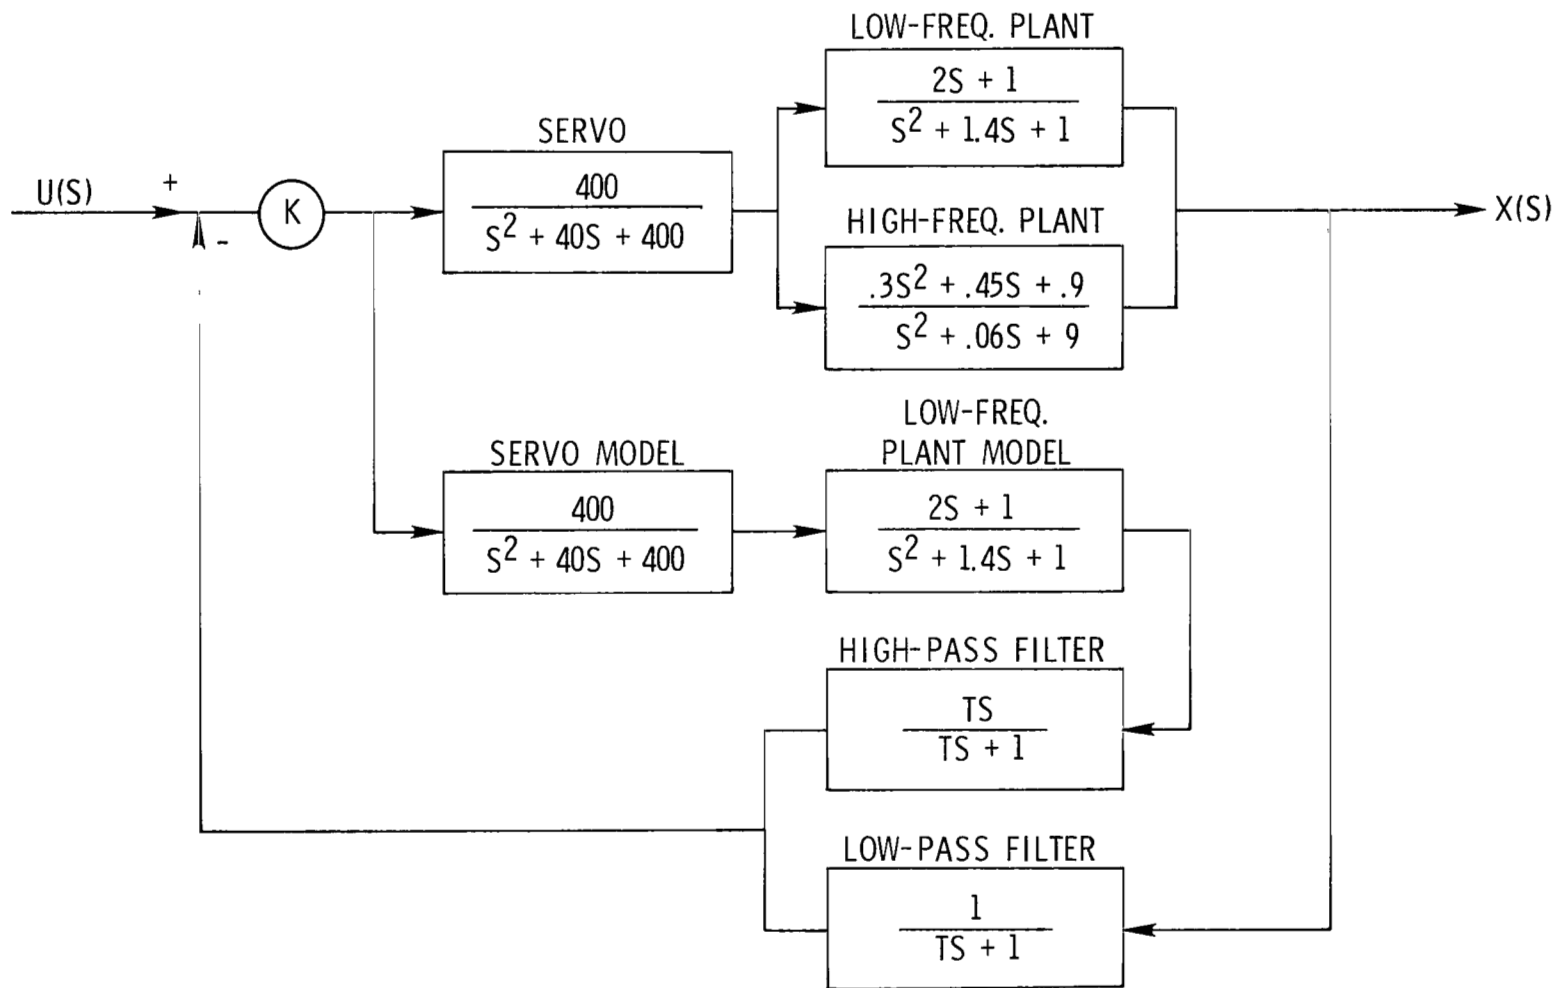 LOW-FREQ. PLANT
2S + 1
S² + 1.4S + 1
SERVO
400
S² + 40S + 400
U(S)
+
-
K
HIGH-FREQ. PLANT
.3S² + .45S + .9
S² + .06S + 9
X(S)
SERVO MODEL
400
S² + 40S + 400
LOW-FREQ.
PLANT MODEL
2S + 1
S² + 1.4S + 1
HIGH-PASS FILTER
TS
TS + 1
LOW-PASS FILTER
1
TS + 1